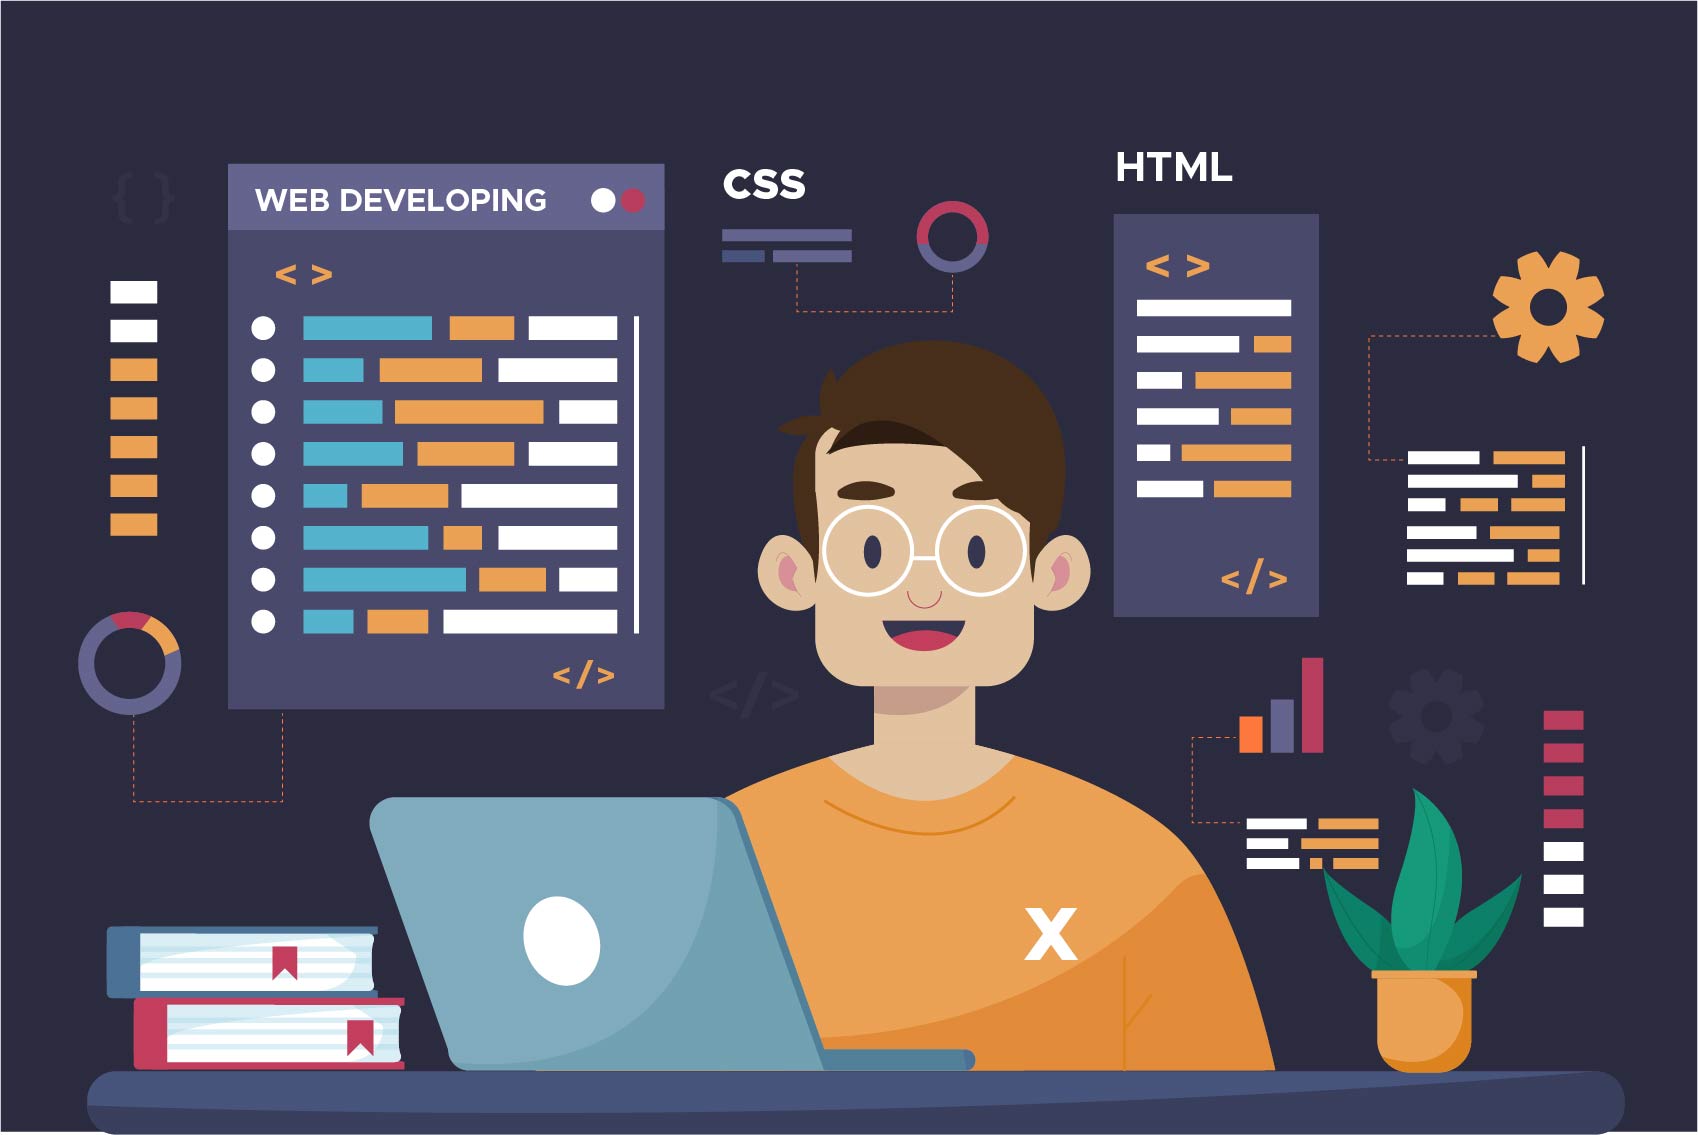 HTML
CSS
WEB DEVELOPING
{ }
< >
< >
</>
</>
</>
X